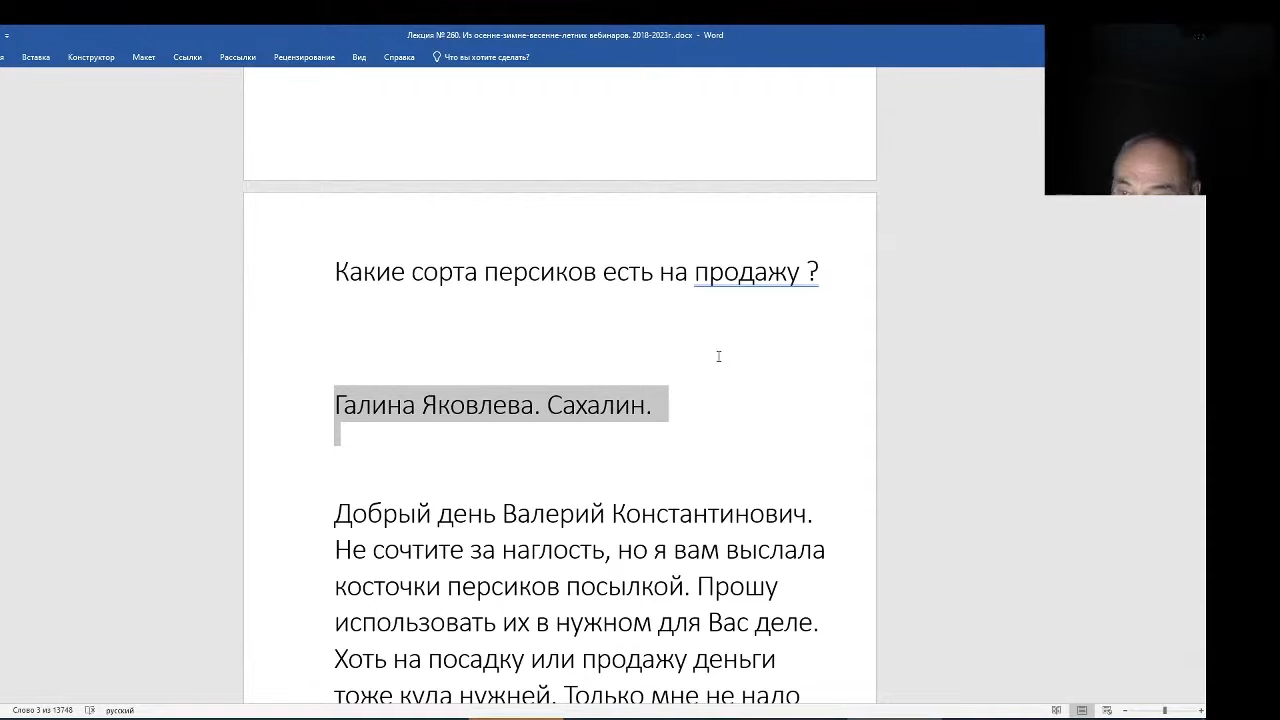 Лекция № 260. Из осенне-зимне-весенне-летних вебинаров. 2018-2023г..docx - Word
я Вставка Конструктор Макет Ссылки Рассылки Рецензирование Вид Справка Что вы хотите сделать?
Какие сорта персиков есть на продажу ?
Галина Яковлева. Сахалин.
Добрый день Валерий Константинович.
Не сочтите за наглость, но я вам выслала
косточки персиков посылкой. Прошу
использовать их в нужном для Вас деле.
Хоть на посадку или продажу деньги
тоже куда нужней. Только мне не надо
Слово 3 из 13748 русский